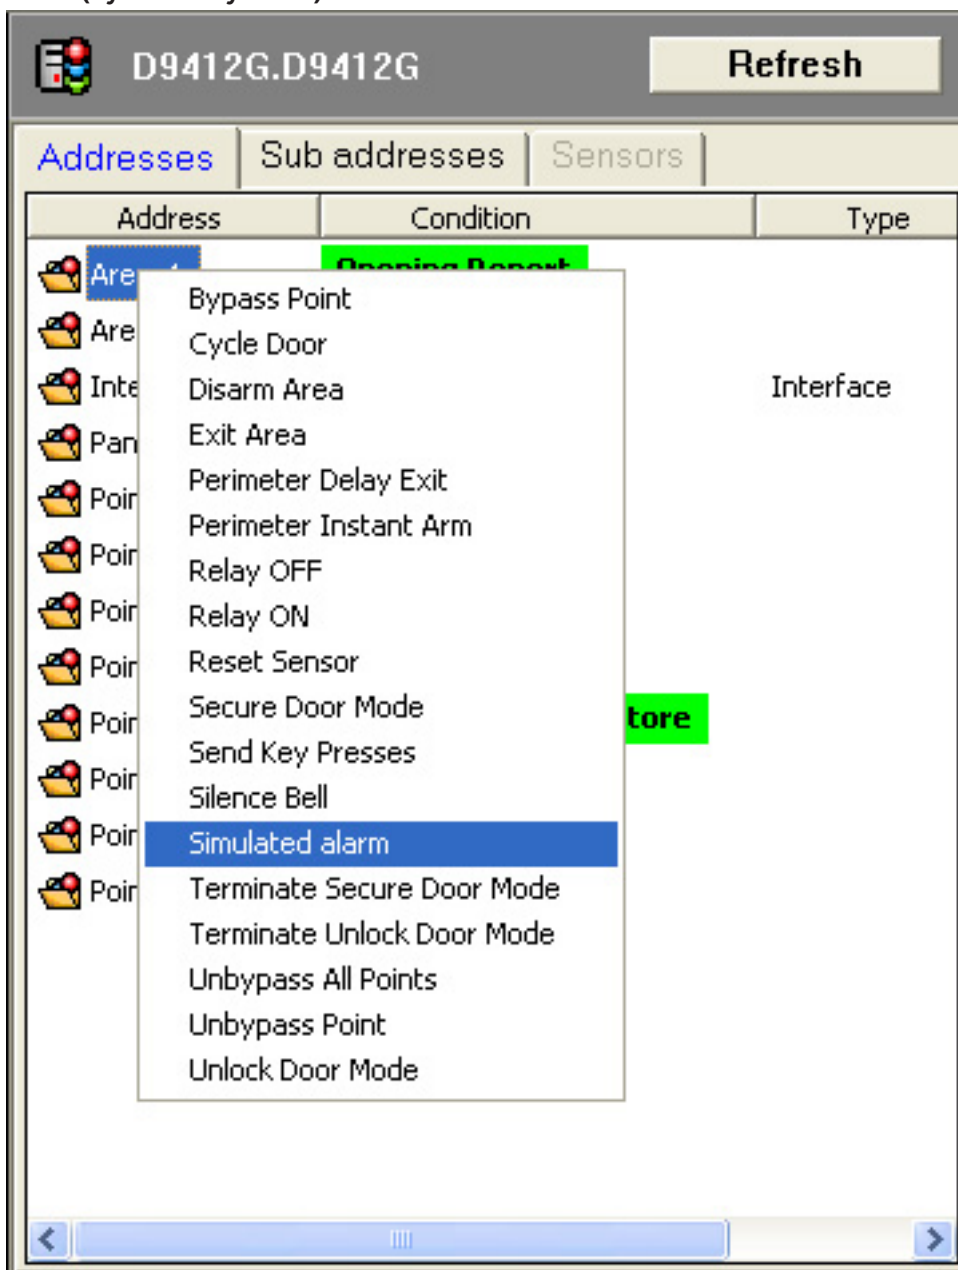 D9412G.D9412G
Refresh
Addresses Sub addresses Sensors
Address Condition Type
Opening Report
Bypass Point
Cycle Door
Disarm Area
Interface
Exit Area
Perimeter Delay Exit
Perimeter Instant Arm
Relay OFF
Relay ON
Reset Sensor
Secure Door Mode
tore
Send Key Presses
Silence Bell
Simulated alarm
Terminate Secure Door Mode
Terminate Unlock Door Mode
Unbypass All Points
Unbypass Point
Unlock Door Mode